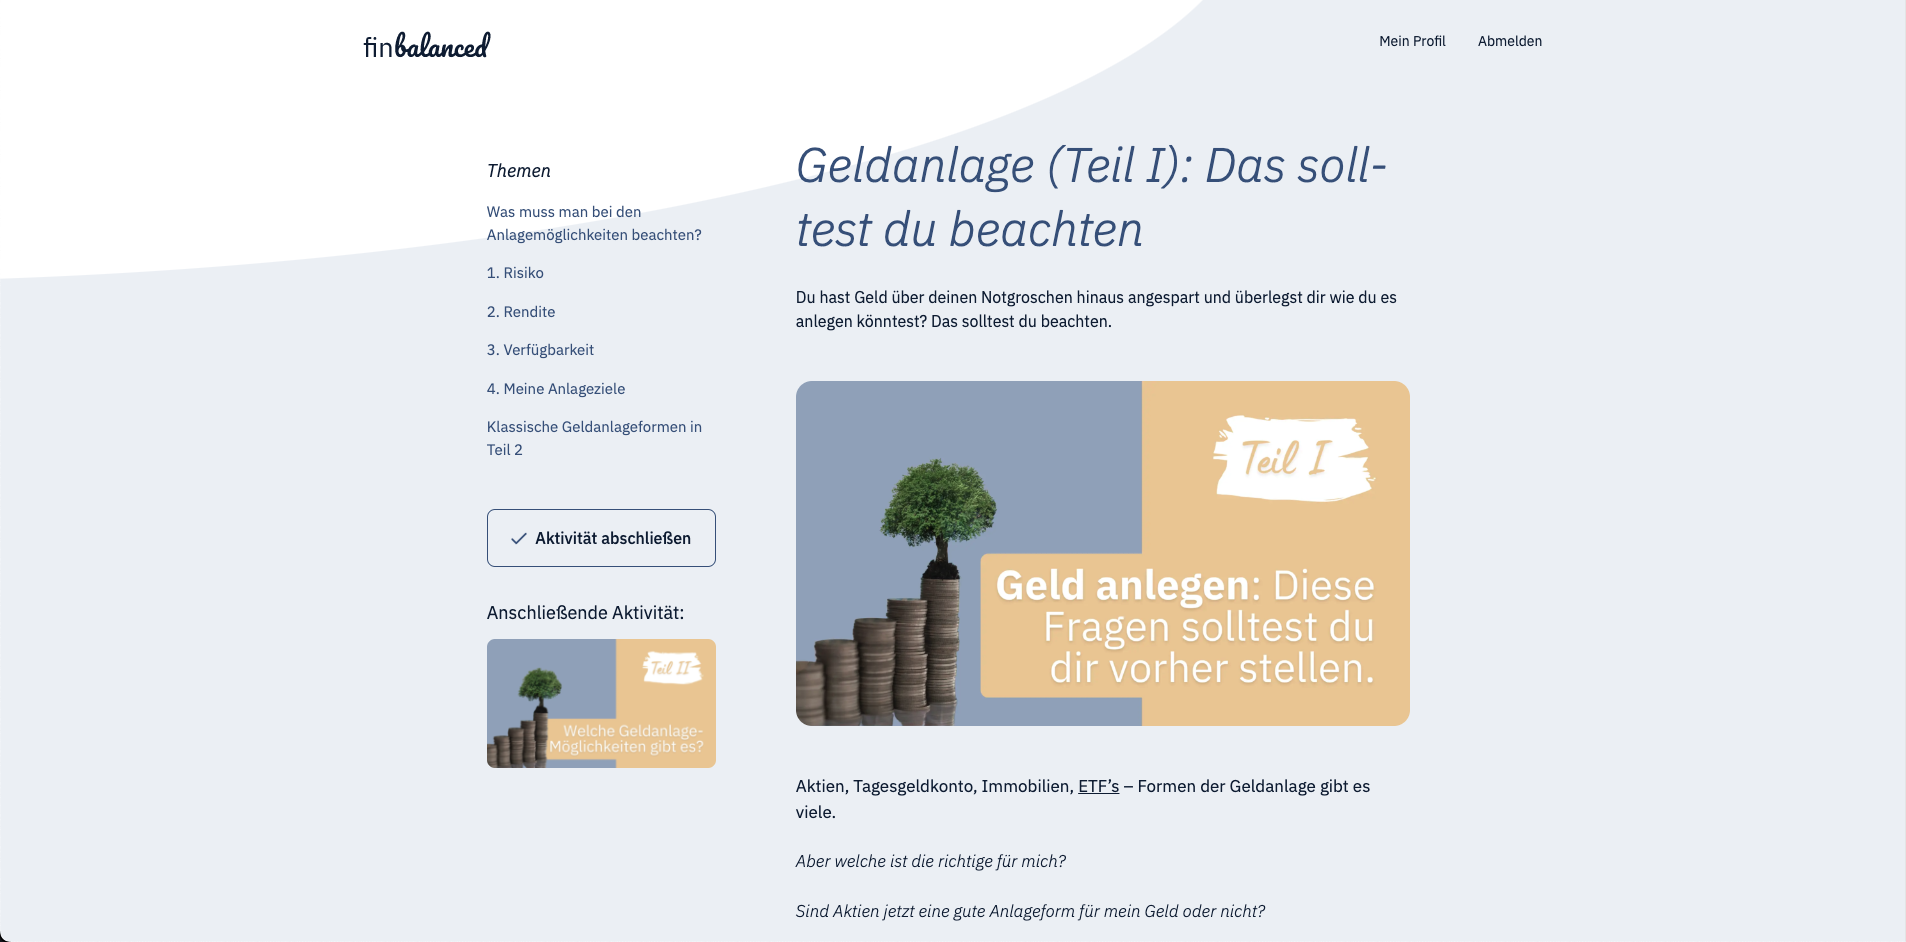 finbalanced
Mein Profil
Abmelden
Themen
Was muss man bei den
Anlagemöglichkeiten beachten?
1. Risiko
2. Rendite
3. Verfügbarkeit
4. Meine Anlageziele
Klassische Geldanlageformen in
Teil 2
Aktivität abschließen
Anschließende Aktivität:
Teil II
Welche Geldanlage-
Möglichkeiten gibt es?
Geldanlage (Teil I): Das soll-
test du beachten
Du hast Geld über deinen Notgroschen hinaus angespart und überlegst dir wie du es
anlegen könntest? Das solltest du beachten.
Teil I
Geld anlegen: Diese
Fragen solltest du
dir vorher stellen.
Aktien, Tagesgeldkonto, Immobilien, ETF’s – Formen der Geldanlage gibt es
viele.
Aber welche ist die richtige für mich?
Sind Aktien jetzt eine gute Anlageform für mein Geld oder nicht?